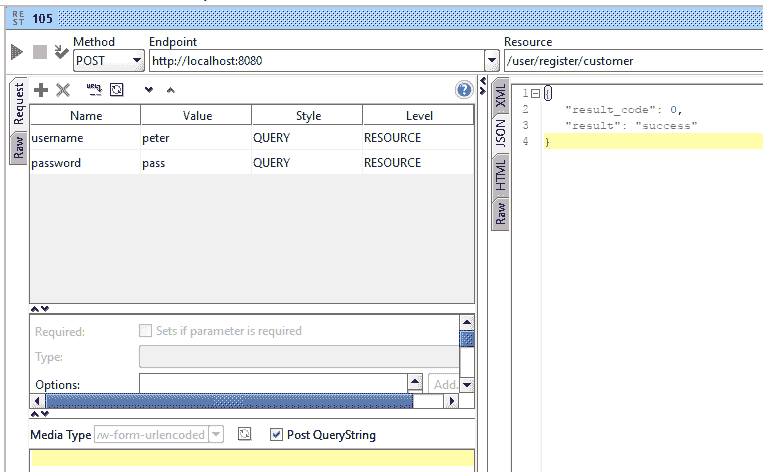 RE
ST 105
Method Endpoint Resource
POST http://localhost:8080 /user/register/customer
Request
Raw
Name Value Style Level
username peter QUERY RESOURCE
password pass QUERY RESOURCE
Required: Sets if parameter is required
Type:
Options: Add.
Media Type w-form-urlencoded Post QueryString
XML
JSON
HTML
Raw
1 {
2 "result_code": 0,
3 "result": "success"
4 }